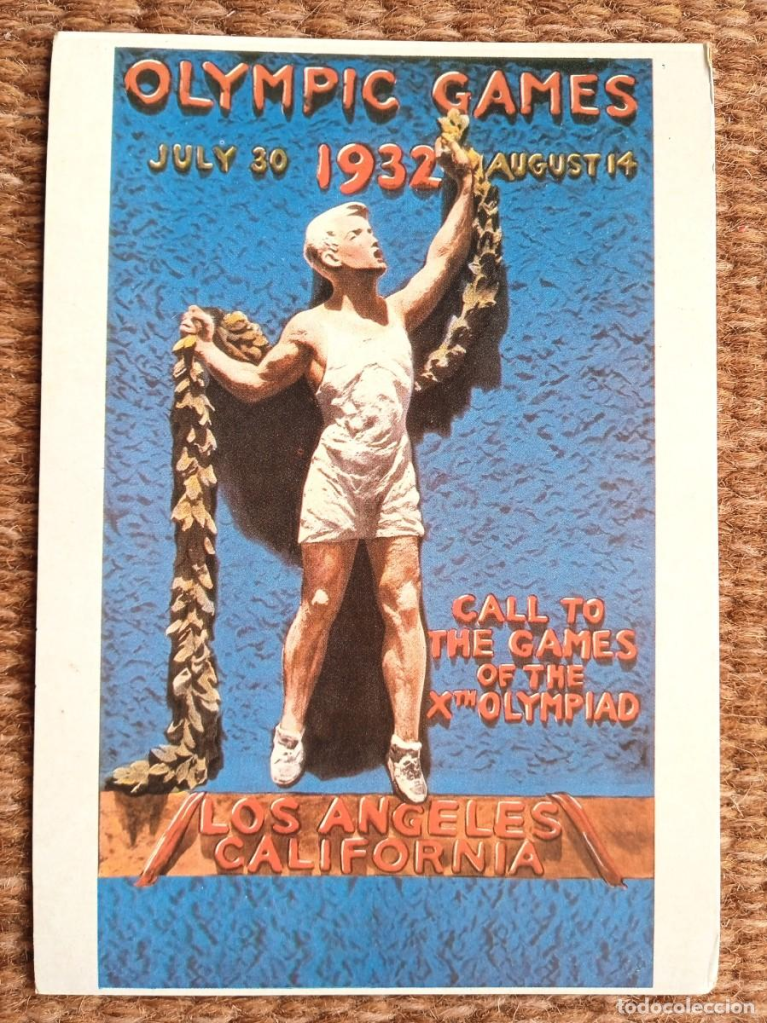 OLYMPIC GAMES
JULY 30 1932 AUGUST 14
CALL TO
THE GAMES
OF THE
XTH OLYMPIAD
LOS ANGELES
CALIFORNIA
todocoleccion